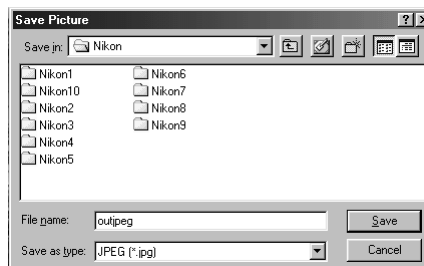 Save Picture
Save in: Nikon
Nikon1
Nikon10
Nikon2
Nikon3
Nikon4
Nikon5
Nikon6
Nikon7
Nikon8
Nikon9
File name: outjpeg
Save
Save as type: JPEG (*.jpg)
Cancel